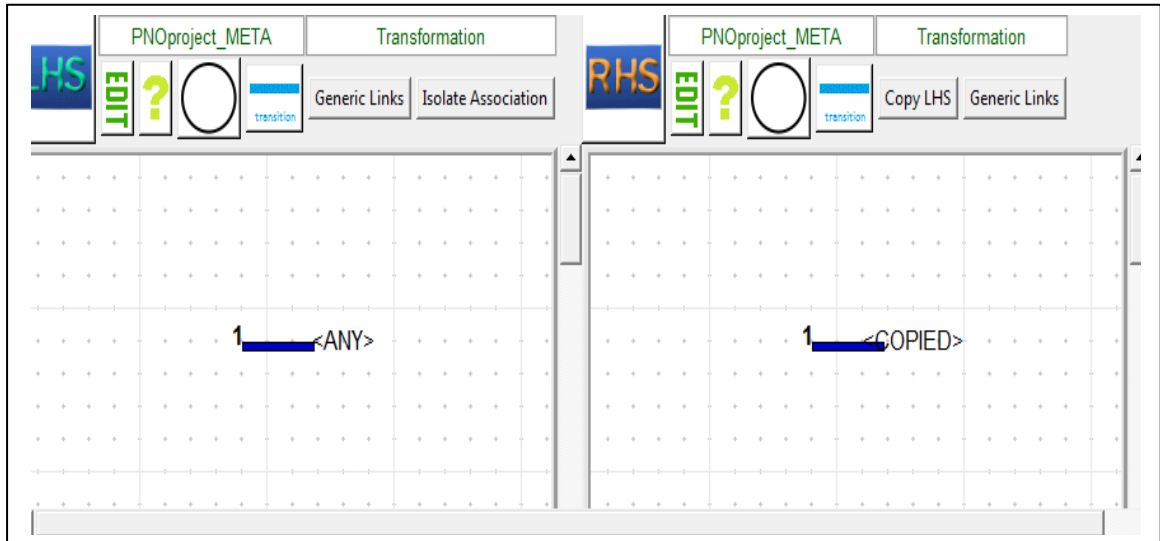 PNOproject_META Transformation
LHS EDIT ? transition Generic Links Isolate Association
1 <ANY>
PNOproject_META Transformation
RHS EDIT ? transition Copy LHS Generic Links
1 <COPIED>